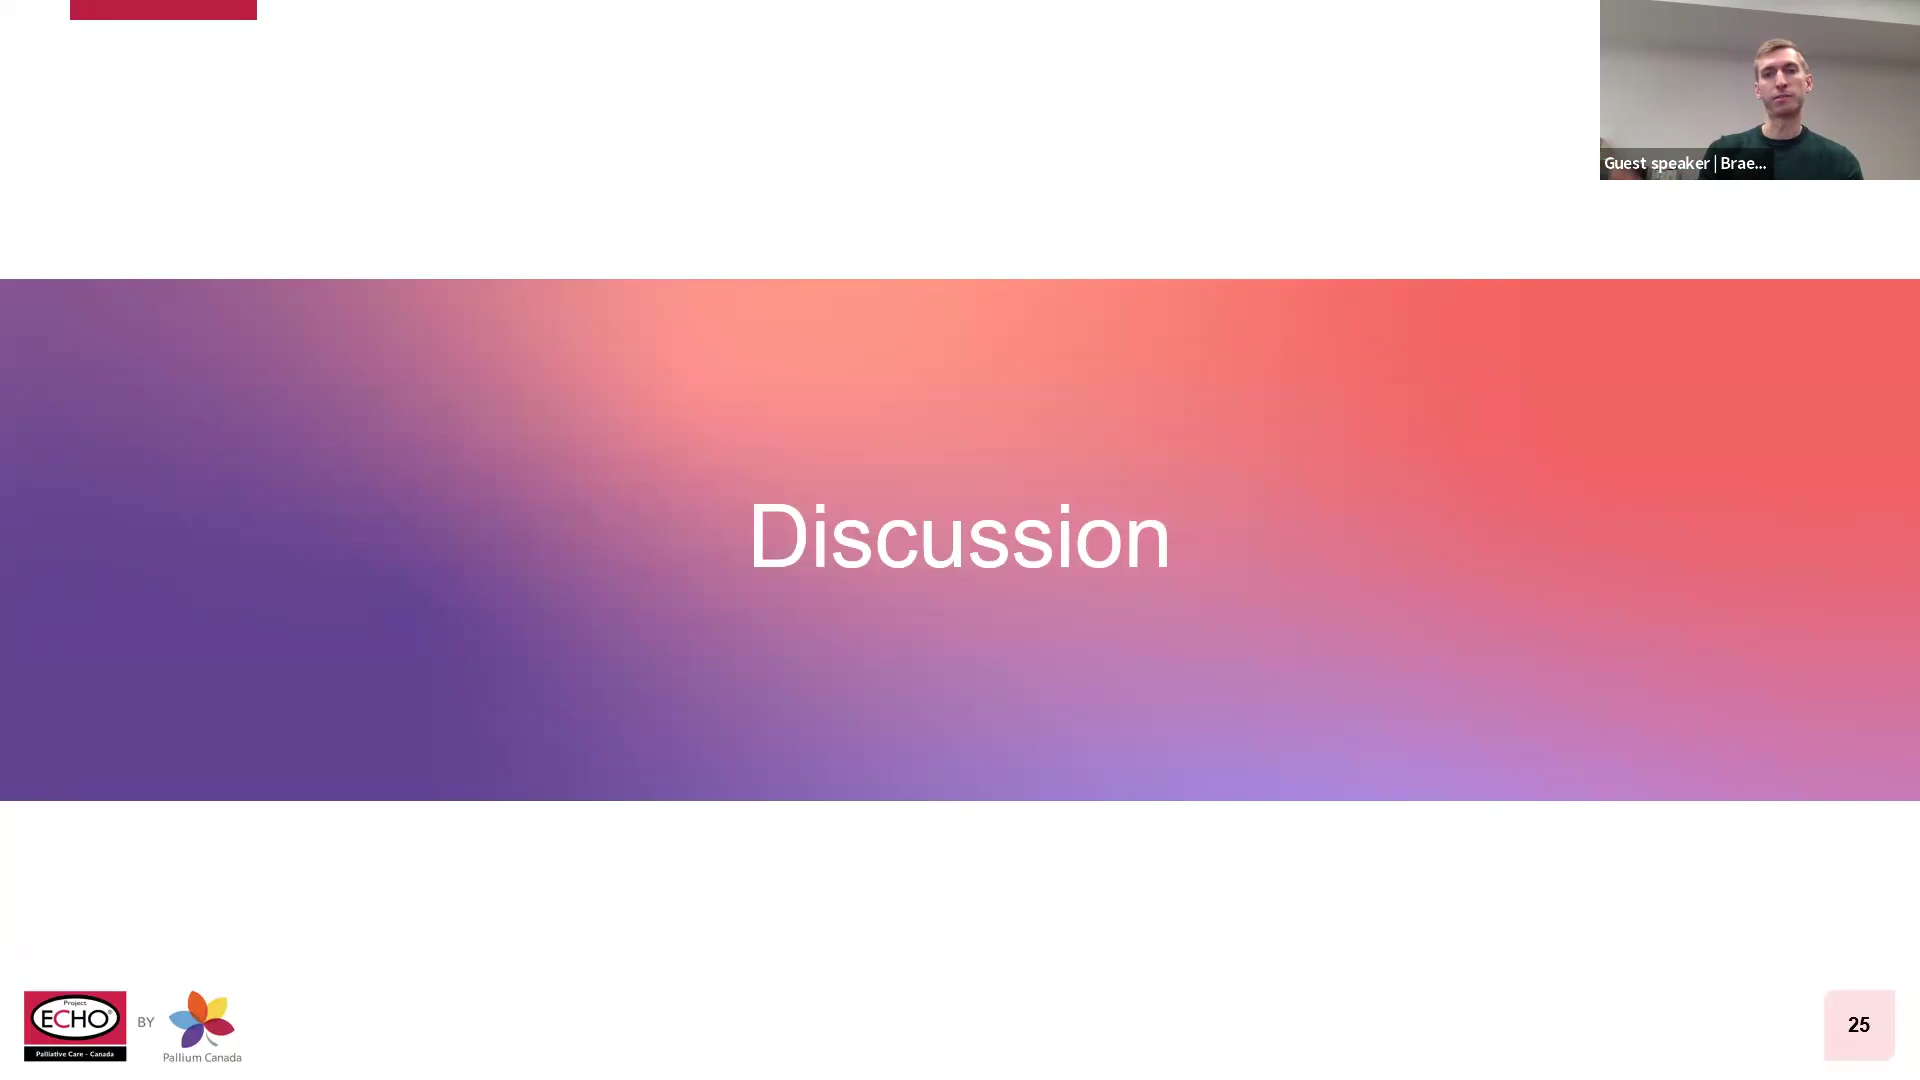 Guest speaker | Brae...
Discussion
Project
ECHO®
Palliative Care - Canada
BY
Pallium Canada
25